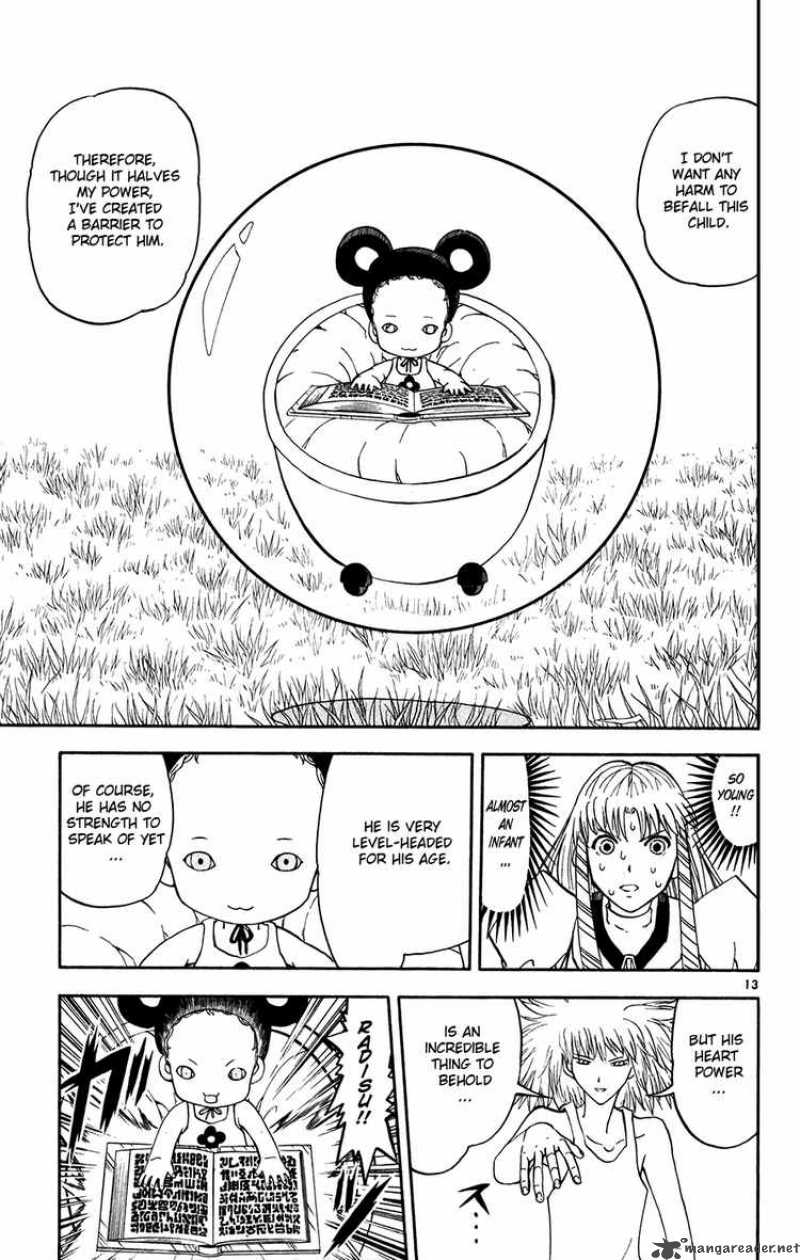 I DON'T
WANT ANY
HARM TO
BEFALL THIS
CHILD.
THEREFORE,
THOUGH IT HALVES
MY POWER,
I'VE CREATED
A BARRIER TO
PROTECT HIM.
SO
YOUNG
!!
ALMOST
AN
INFANT
...
HE IS VERY
LEVEL-HEADED
FOR HIS AGE.
OF COURSE,
HE HAS NO
STRENGTH TO
SPEAK OF YET
...
13
BUT HIS
HEART
POWER
...
IS AN
INCREDIBLE
THING TO
BEHOLD
...
RADISU!!
mangareader.net